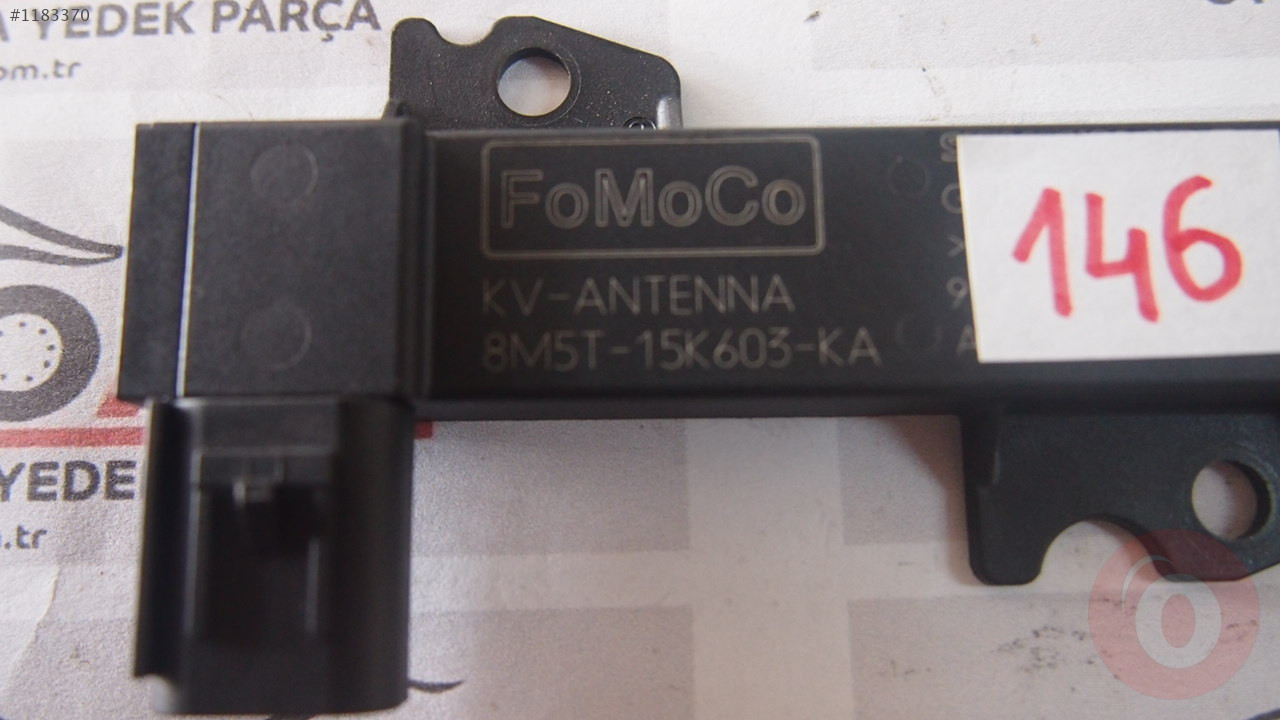 #1183370
YEDEK PARÇA
om.tr
FoMoCo
KV-ANTENNA
8M5T-15K603-KA
146
YEDE
.tr